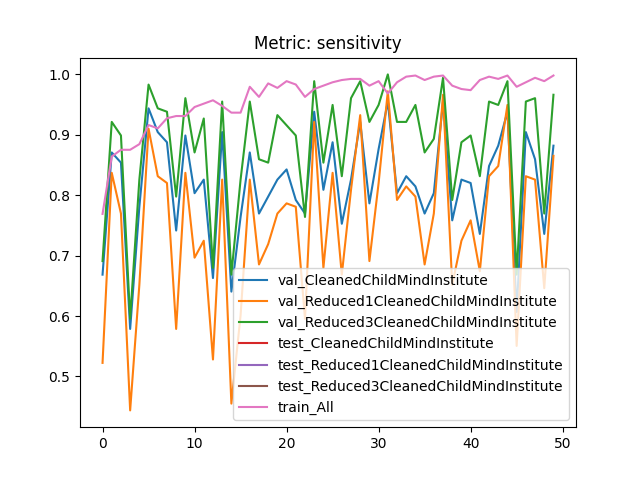 Metric: sensitivity
1.0
0.9
0.8
0.7
0.6
0.5
val_CleanedChildMindInstitute
val_Reduced1CleanedChildMindInstitute
val_Reduced3CleanedChildMindInstitute
test_CleanedChildMindInstitute
test_Reduced1CleanedChildMindInstitute
test_Reduced3CleanedChildMindInstitute
train_All
0 10 20 30 40 50